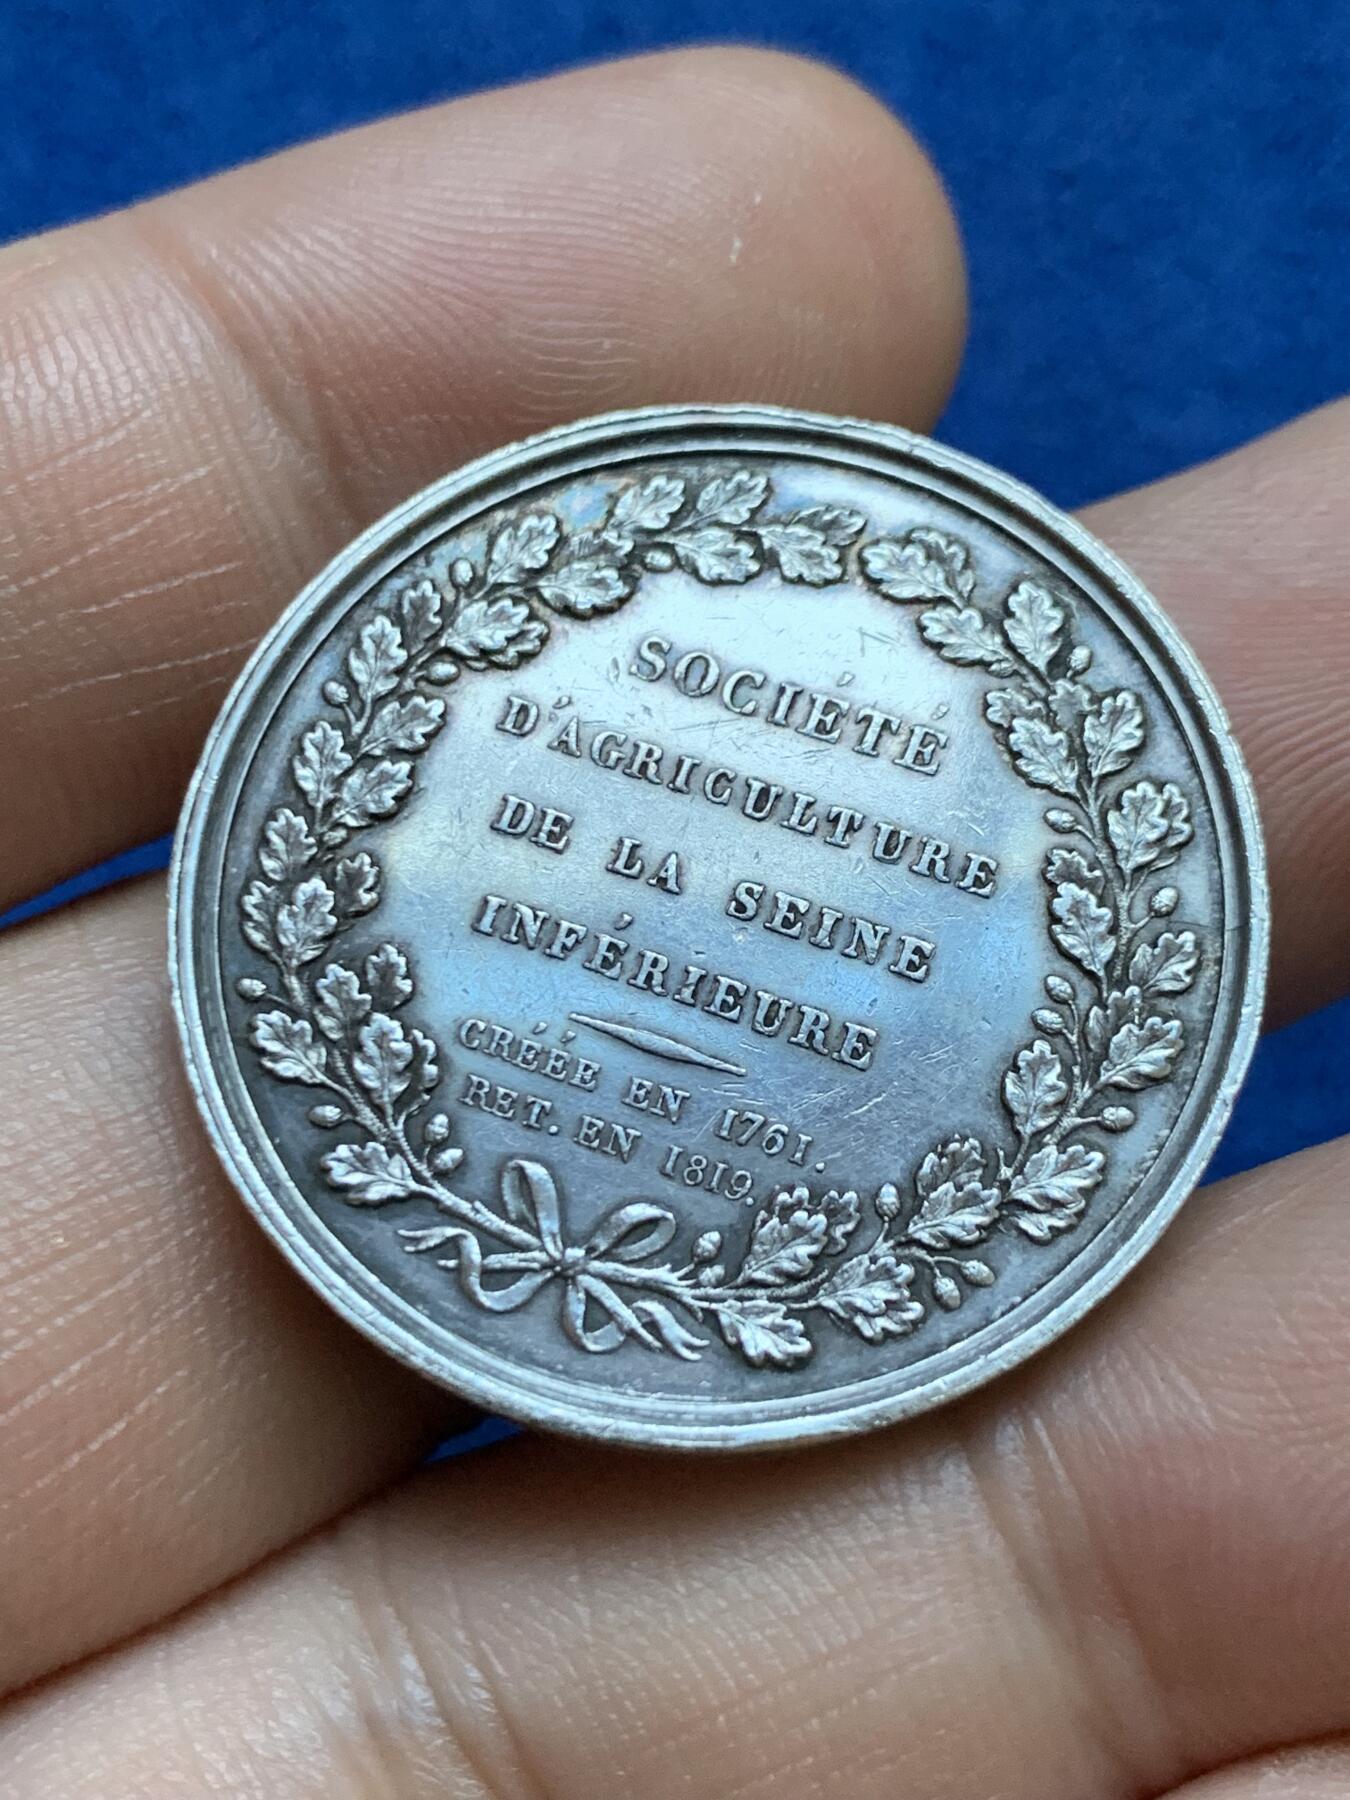 SOCIÉTÉ
D'AGRICULTURE
DE LA SEINE
INFÉRIEURE
CRÉÉE EN 1761.
RET. EN 1819.